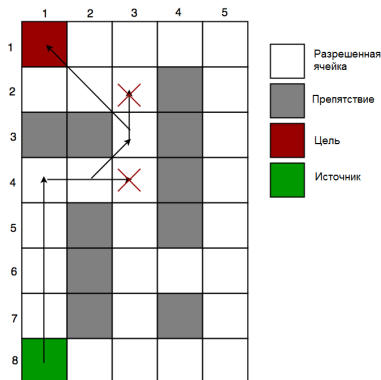 1 2 3 4 5
1
2
3
4
5
6
7
8
Разрешенная
ячейка
Препятствие
Цель
Источник